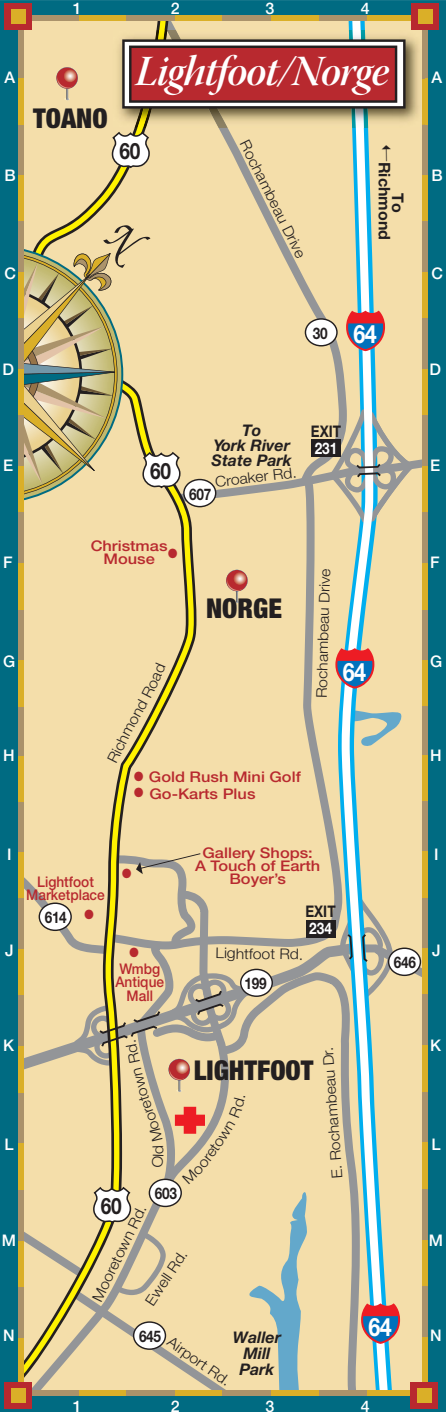 1 2 3 4
Lightfoot/Norge
A A
TOANO
60
B B
Rochambeau Drive
←To
Richmond
C C
N
30
64
D D
To
York River
State Park
EXIT
231
E E
60
607
Croaker Rd.
Christmas
Mouse
F F
NORGE
Rochambeau Drive
G G
64
Richmond Road
H H
Gold Rush Mini Golf
Go-Karts Plus
I I
Gallery Shops:
A Touch of Earth
Boyer's
Lightfoot
Marketplace
614
EXIT
234
J J
Lightfoot Rd.
646
Wmbg
Antique
Mall
199
K K
LIGHTFOOT
Old Mooretown Rd.
Mooretown Rd.
E. Rochambeau Dr.
L L
603
60
M M
Mooretown Rd.
Ewell Rd.
645
Airport Rd.
Waller
Mill
Park
64
N N
1 2 3 4